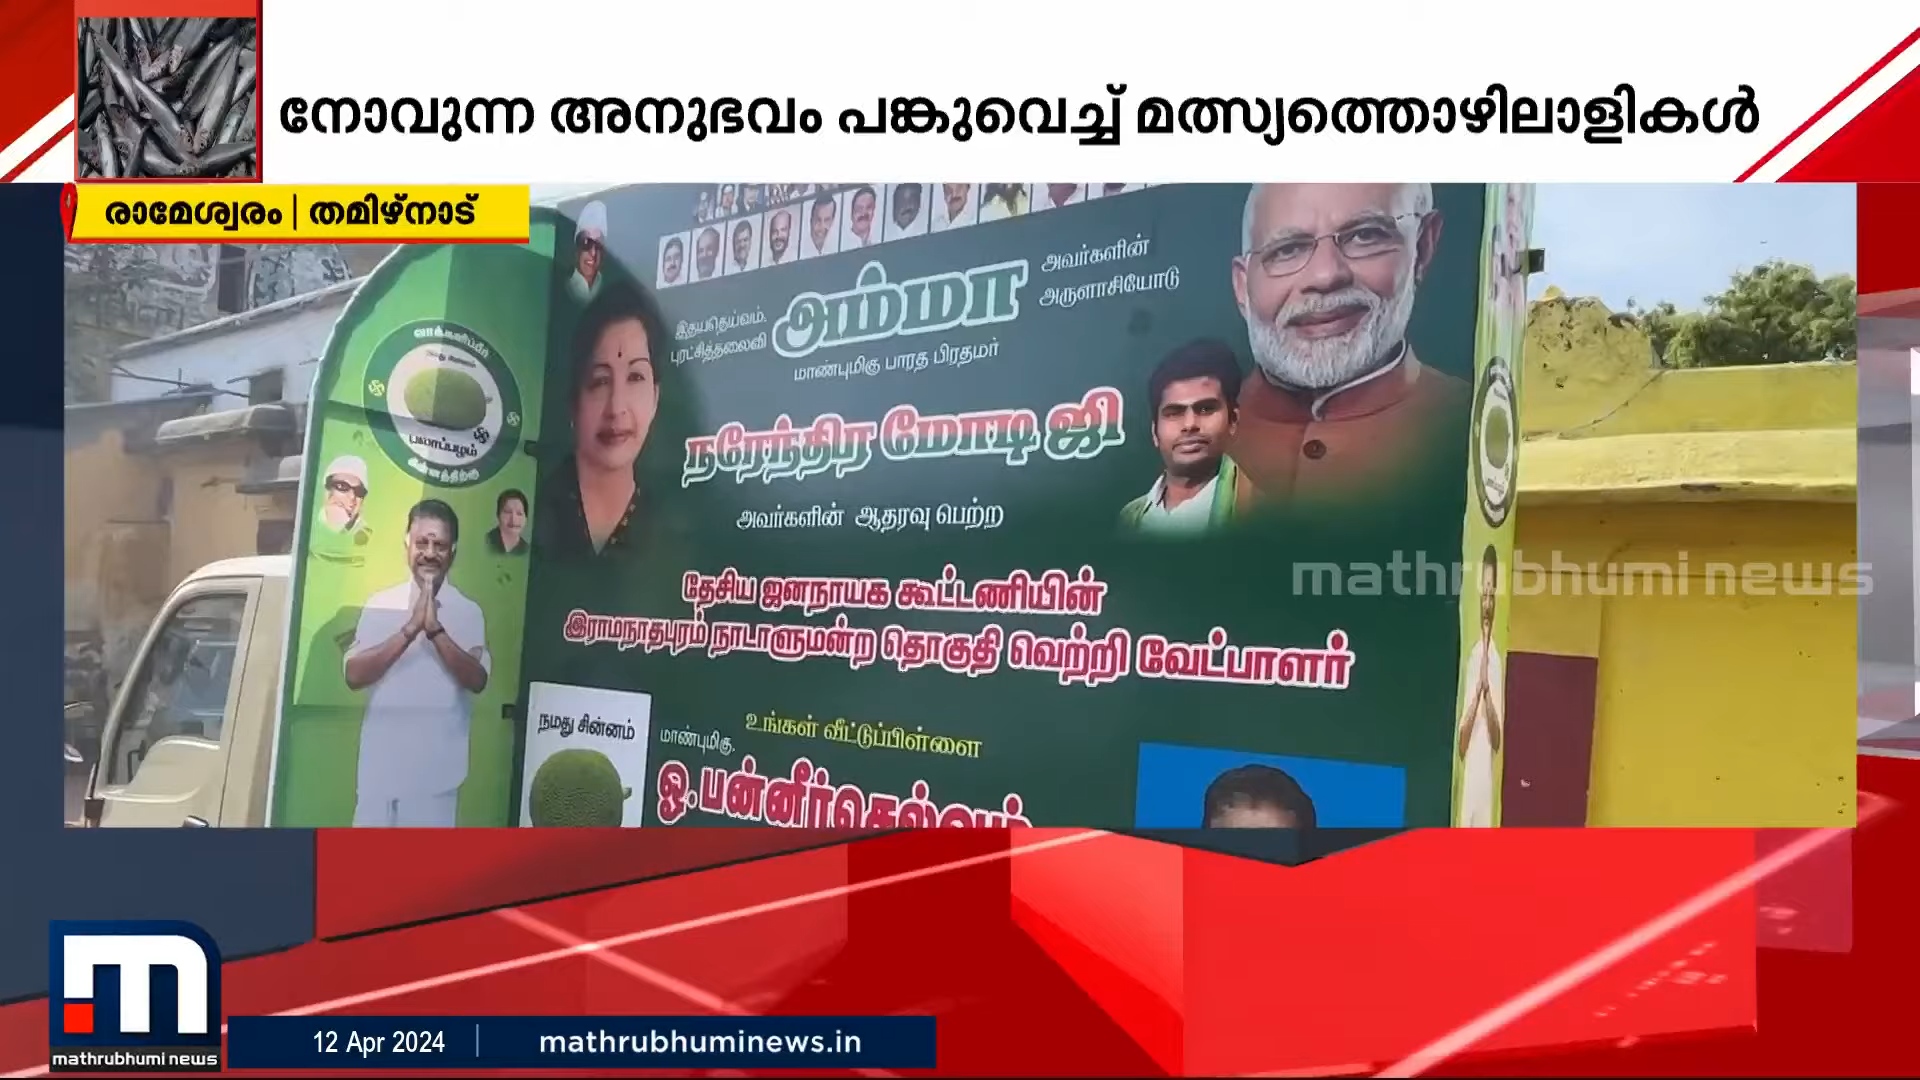 നോവുന്ന അനുഭവം പങ്കുവെച്ച് മത്സ്യത്തൊഴിലാളികൾ
രാമേശ്വരം | തമിഴ്നാട്
இதயதெய்வம்.
புரட்சித்தலைவி
அம்மா
அவர்களின்
அருளாசியோடு
மாண்புமிகு பாரத பிரதமர்
நரேந்திர மோடி ஜி
அவர்களின் ஆதரவு பெற்ற
தேசிய ஜனநாயக கூட்டணியின்
இராமநாதபுரம் நாடாளுமன்ற தொகுதி வெற்றி வேட்பாளர்
உங்கள் வீட்டுப்பிள்ளை
மாண்புமிகு.
ஓ.பன்னீர்செல்வம்
நமது சின்னம்
வாக்களிப்பீர்
பலாப்பழம்
சின்னத்திற்கு
mathrubhumi news
mathrubhumi news
12 Apr 2024
mathrubhuminews.in